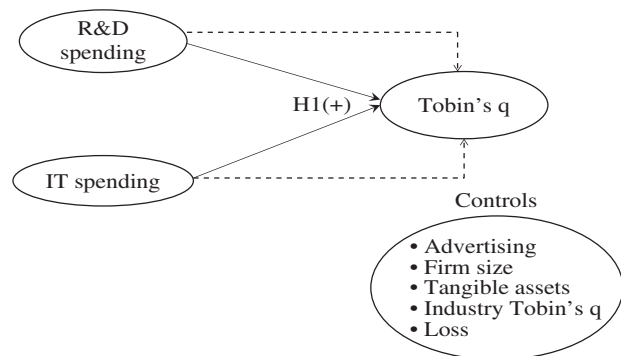 R&D
spending
H1(+)
Tobin's q
IT spending
Controls
• Advertising
• Firm size
• Tangible assets
• Industry Tobin's q
• Loss